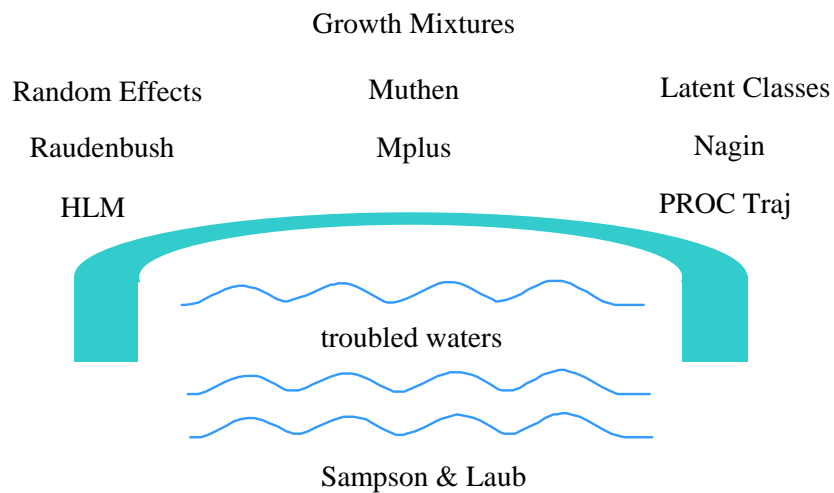 Growth Mixtures
Random Effects
Muthen
Latent Classes
Raudenbush
Mplus
Nagin
HLM
PROC Traj
troubled waters
Sampson & Laub